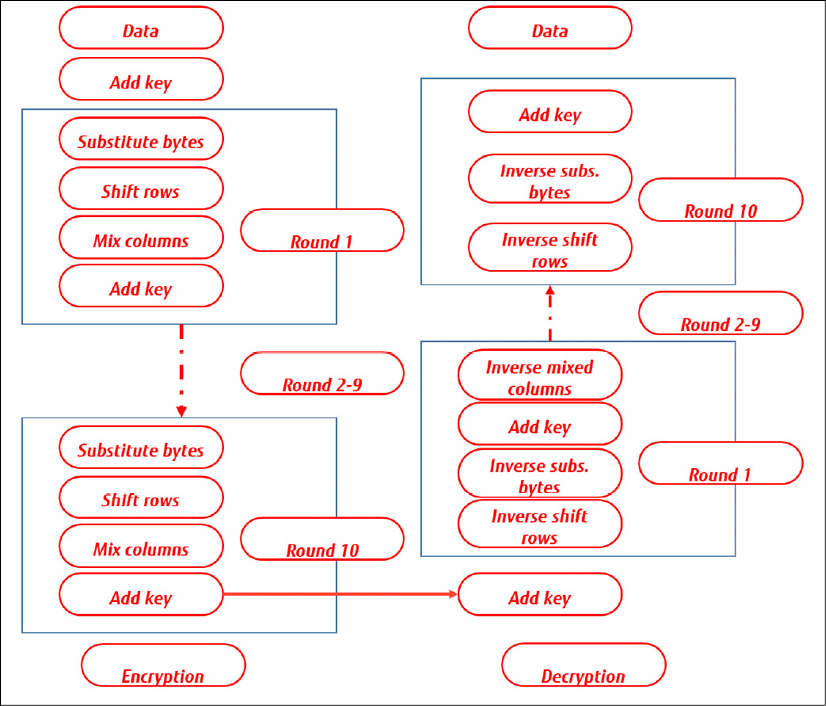 Data
Add key
Substitute bytes
Shift rows
Mix columns
Add key
Round 1
Round 2-9
Substitute bytes
Shift rows
Mix columns
Add key
Round 10
Encryption
Data
Add key
Inverse subs.
bytes
Inverse shift
rows
Round 10
Round 2-9
Inverse mixed
columns
Add key
Inverse subs.
bytes
Inverse shift
rows
Round 1
Add key
Decryption